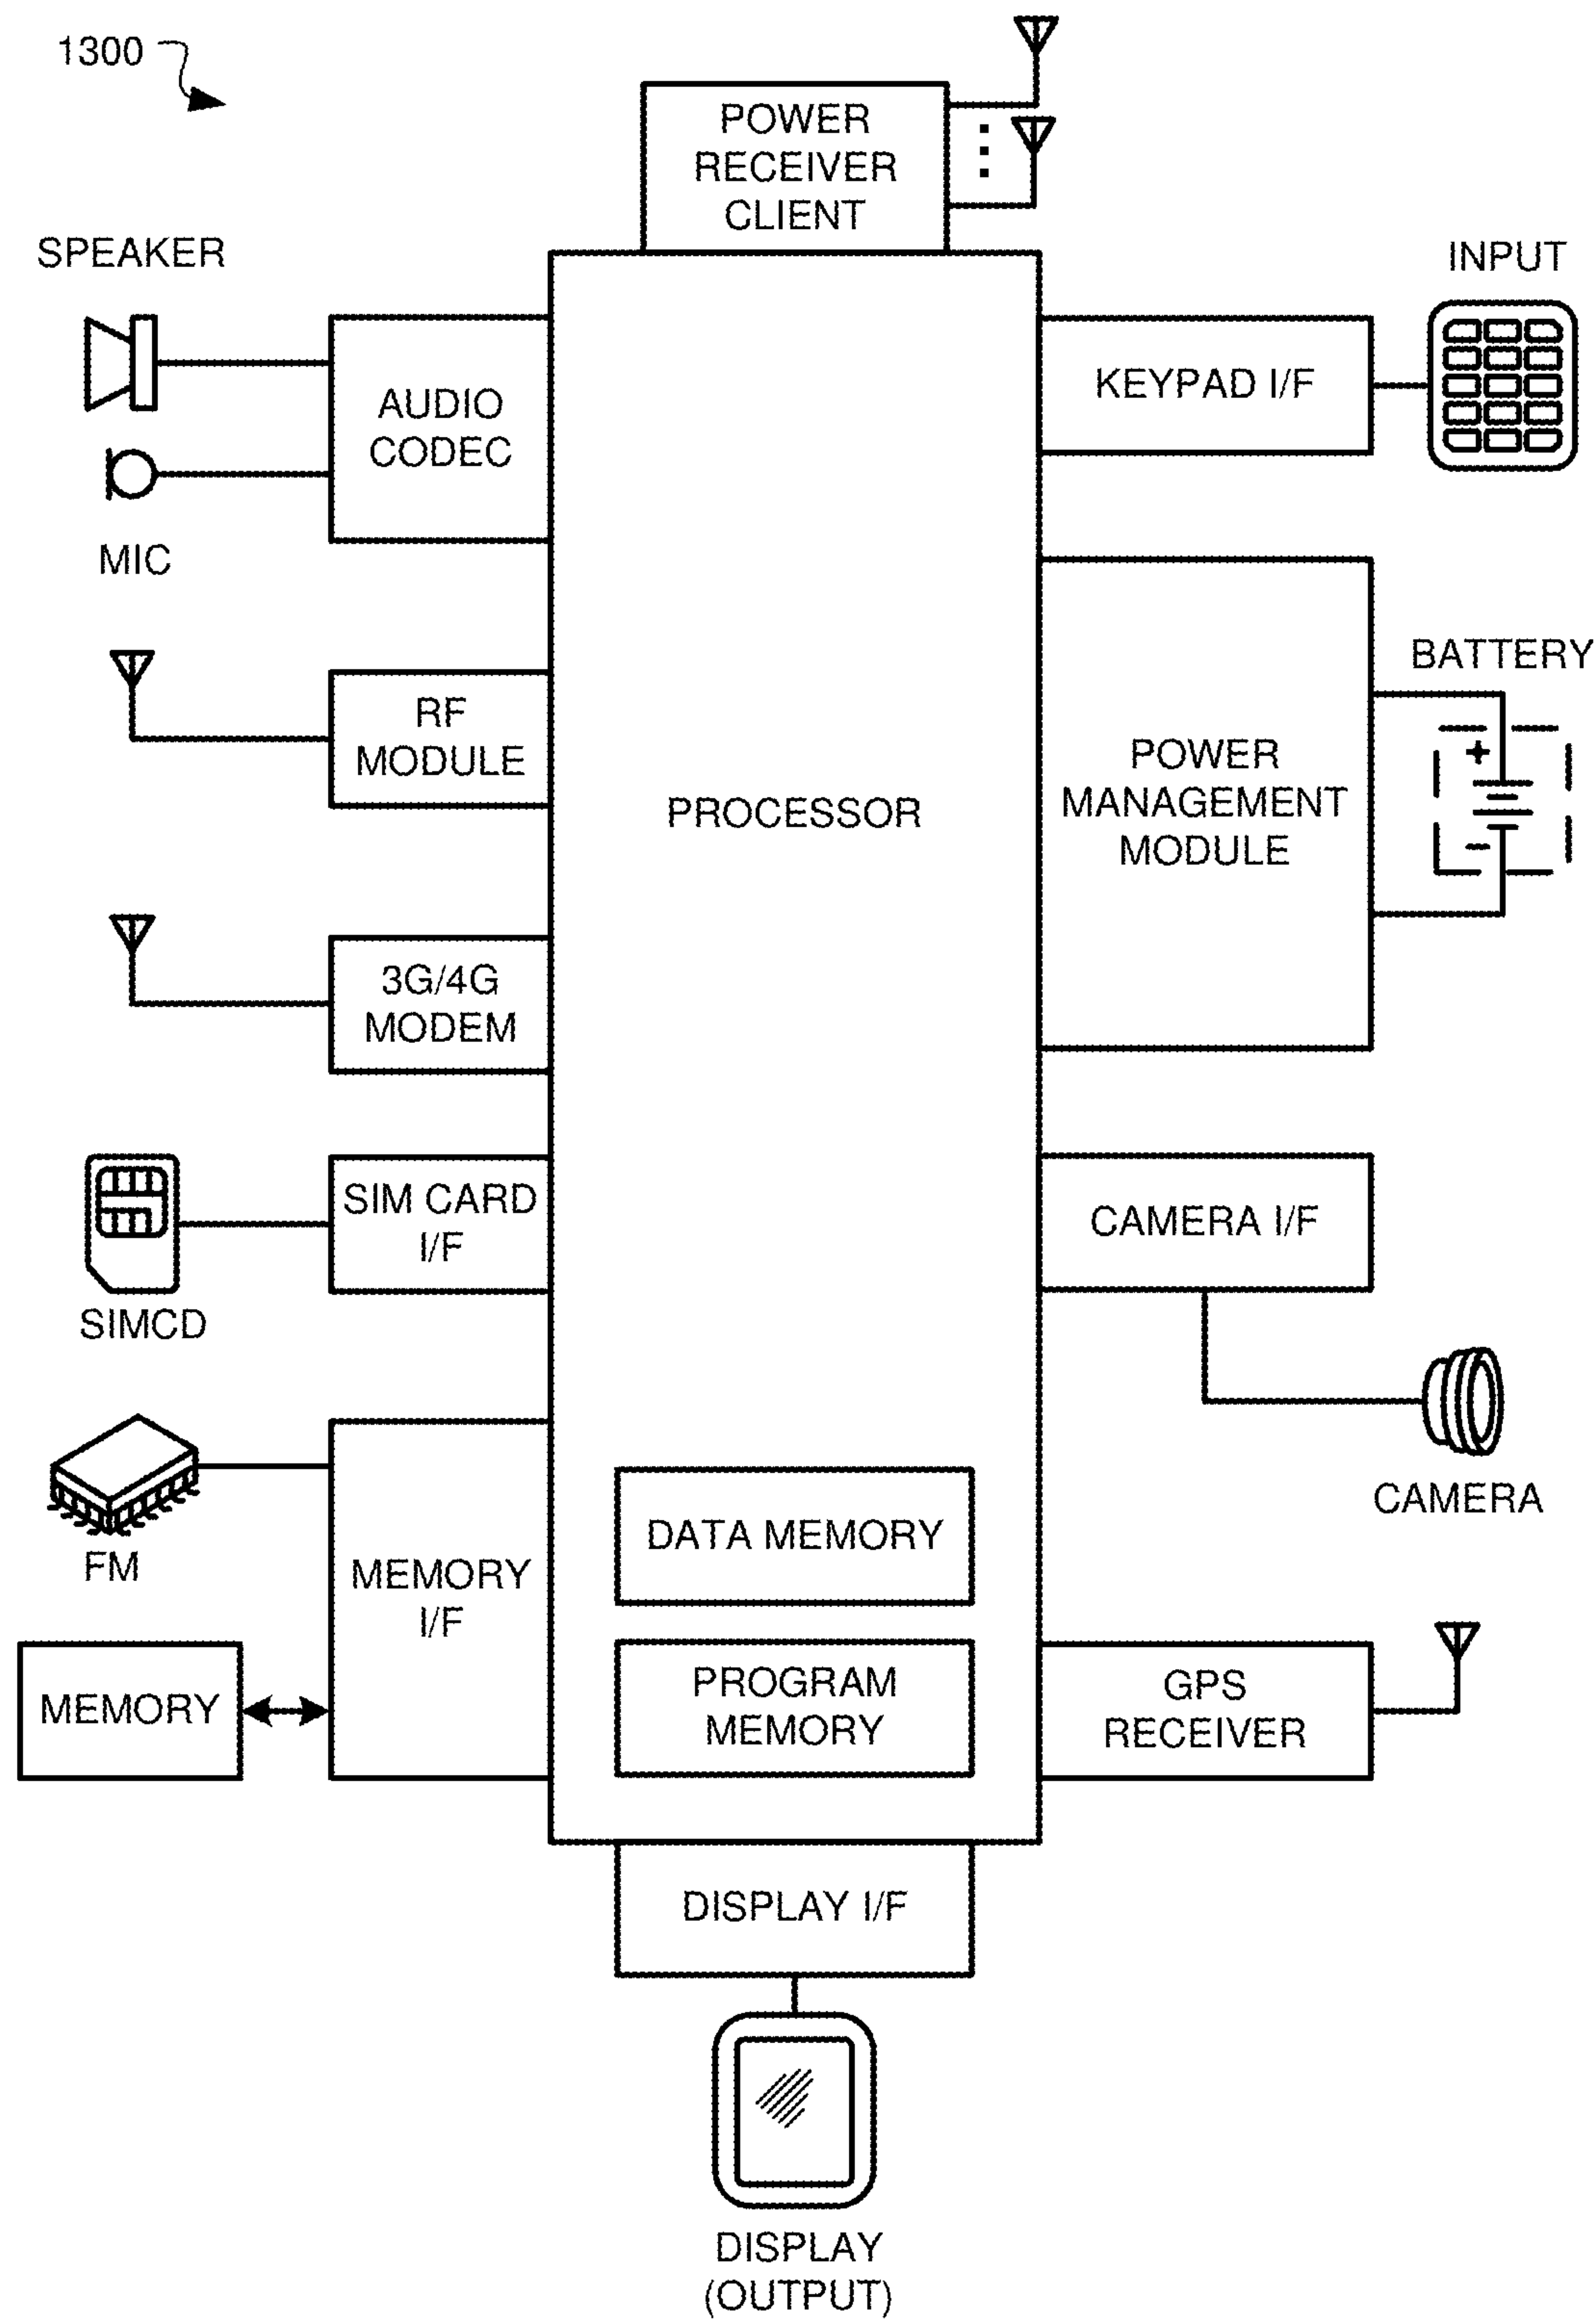 1300
POWER
RECEIVER
CLIENT
SPEAKER
INPUT
AUDIO
CODEC
KEYPAD I/F
MIC
BATTERY
RF
MODULE
PROCESSOR
POWER
MANAGEMENT
MODULE
+
-
3G/4G
MODEM
SIM CARD
I/F
CAMERA I/F
SIMCD
CAMERA
FM
MEMORY
I/F
DATA MEMORY
MEMORY
PROGRAM
MEMORY
GPS
RECEIVER
DISPLAY I/F
DISPLAY
(OUTPUT)